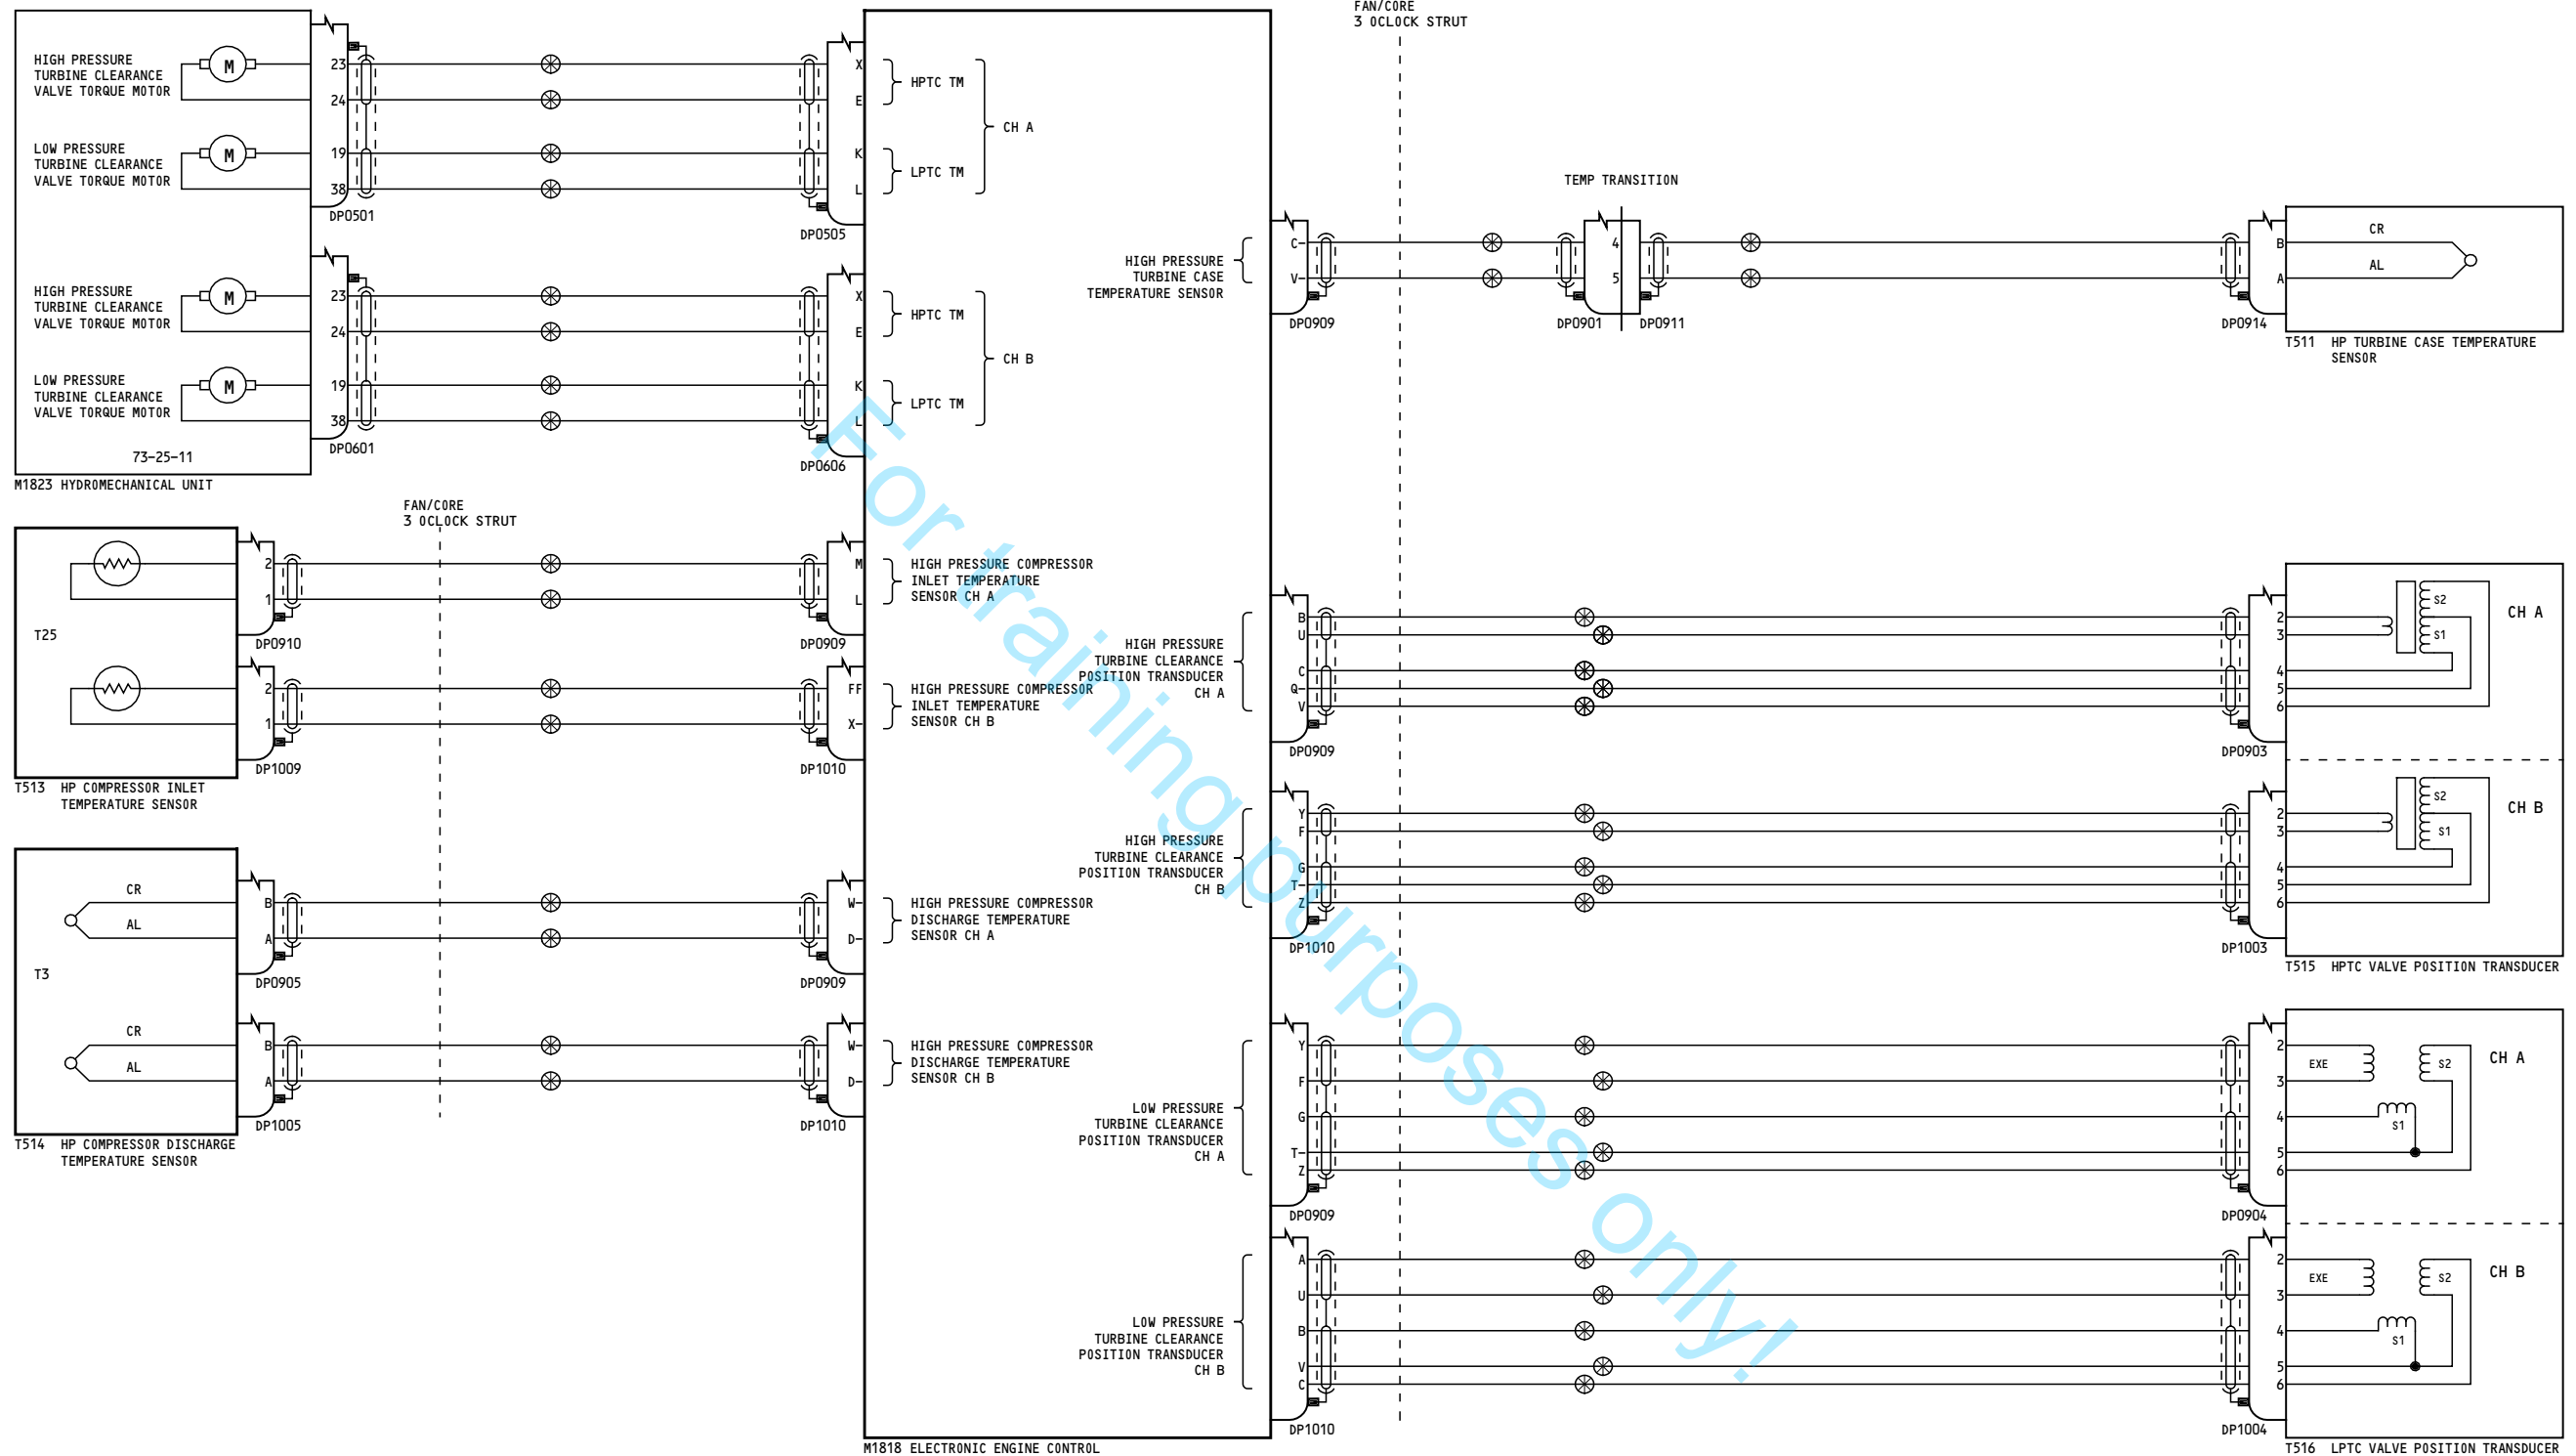 HIGH PRESSURE
TURBINE CLEARANCE
VALVE TORQUE MOTOR
M
23
24
LOW PRESSURE
TURBINE CLEARANCE
VALVE TORQUE MOTOR
M
19
38
DP0501
X
E
K
L
DP0505
HPTC TM
LPTC TM
CH A
HIGH PRESSURE
TURBINE CLEARANCE
VALVE TORQUE MOTOR
M
23
24
LOW PRESSURE
TURBINE CLEARANCE
VALVE TORQUE MOTOR
M
19
38
DP0601
73-25-11
M1823 HYDROMECHANICAL UNIT
X
E
K
L
DP0606
HPTC TM
LPTC TM
CH B
FAN/CORE
3 OCLOCK STRUT
T25
2
1
DP0910
2
1
DP1009
T513 HP COMPRESSOR INLET
TEMPERATURE SENSOR
M
L
DP0909
HIGH PRESSURE COMPRESSOR
INLET TEMPERATURE
SENSOR CH A
FF
X-
DP1010
HIGH PRESSURE COMPRESSOR
INLET TEMPERATURE
SENSOR CH B
CR
AL
T3
B
A
DP0905
CR
AL
B
A
DP1005
T514 HP COMPRESSOR DISCHARGE
TEMPERATURE SENSOR
W-
D-
DP0909
HIGH PRESSURE COMPRESSOR
DISCHARGE TEMPERATURE
SENSOR CH A
W-
D-
DP1010
HIGH PRESSURE COMPRESSOR
DISCHARGE TEMPERATURE
SENSOR CH B
M1818 ELECTRONIC ENGINE CONTROL
FAN/CORE
3 OCLOCK STRUT
HIGH PRESSURE
TURBINE CASE
TEMPERATURE SENSOR
C-
V-
DP0909
TEMP TRANSITION
4
5
DP0901
DP0911
B
A
DP0914
CR
AL
T511 HP TURBINE CASE TEMPERATURE
SENSOR
HIGH PRESSURE
TURBINE CLEARANCE
POSITION TRANSDUCER
CH A
B
U
C
Q-
V
DP0909
2
3
4
5
6
DP0903
S2
S1
CH A
HIGH PRESSURE
TURBINE CLEARANCE
POSITION TRANSDUCER
CH B
Y
F
G
T-
Z
DP1010
2
3
4
5
6
DP1003
S2
S1
CH B
T515 HPTC VALVE POSITION TRANSDUCER
LOW PRESSURE
TURBINE CLEARANCE
POSITION TRANSDUCER
CH A
Y
F
G
T-
Z
DP0909
2
3
4
5
6
DP0904
EXE
S2
S1
CH A
LOW PRESSURE
TURBINE CLEARANCE
POSITION TRANSDUCER
CH B
A
U
B
V
C
DP1010
2
3
4
5
6
DP1004
EXE
S2
S1
CH B
T516 LPTC VALVE POSITION TRANSDUCER
For training purposes only!